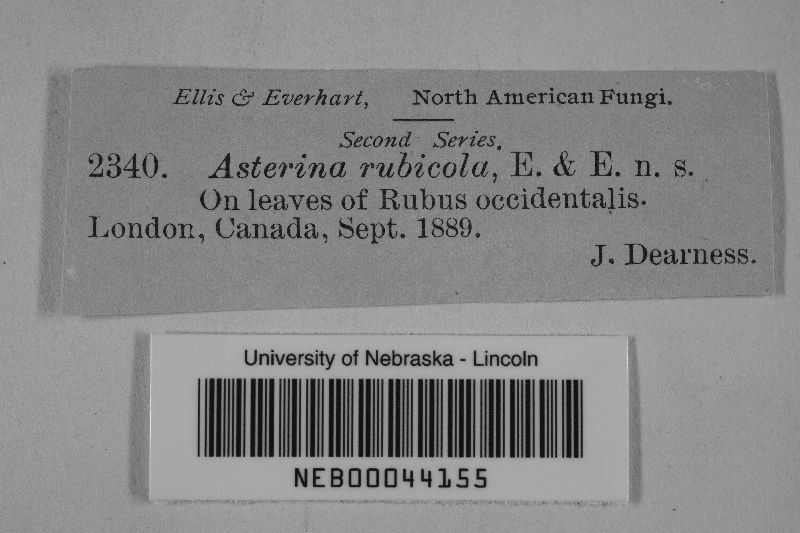 Ellis & Everhart, North American Fungi.
Second Series.
2340. Asterina rubicola, E. & E. n. s.
On leaves of Rubus occidentalis.
London, Canada, Sept. 1889.
J. Dearness.
University of Nebraska - Lincoln
NEB00044155